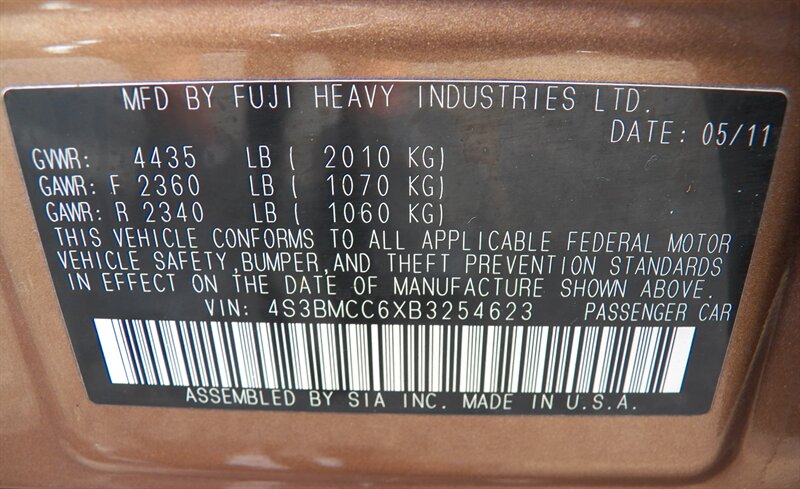 MFD BY FUJI HEAVY INDUSTRIES LTD.
DATE: 05/11
GVWR: 4435 LB ( 2010 KG)
GAWR: F 2360 LB ( 1070 KG)
GAWR: R 2340 LB ( 1060 KG)
THIS VEHICLE CONFORMS TO ALL APPLICABLE FEDERAL MOTOR
VEHICLE SAFETY,BUMPER,AND THEFT PREVENTION STANDARDS
IN EFFECT ON THE DATE OF MANUFACTURE SHOWN ABOVE.
VIN: 4S3BMCC6XB3254623 PASSENGER CAR
ASSEMBLED BY SIA INC. MADE IN U.S.A.